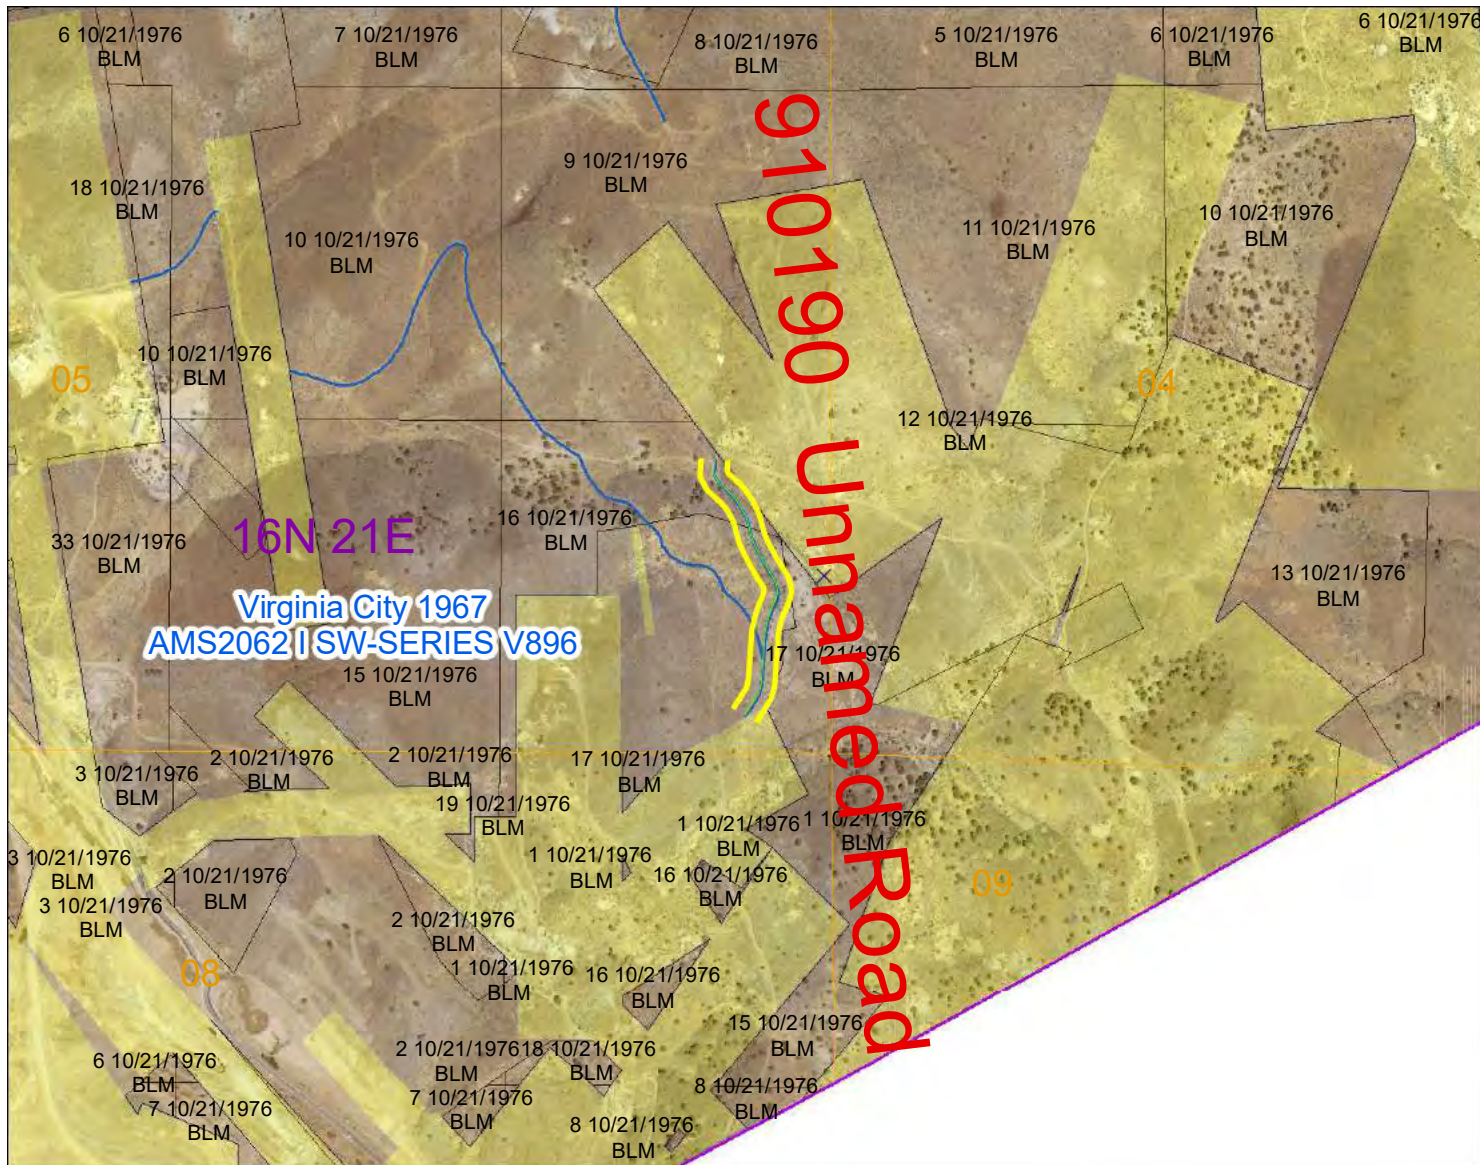 6 10/21/1976
BLM
7 10/21/1976
BLM
8 10/21/1976
BLM
5 10/21/1976
BLM
6 10/21/1976
BLM
6 10/21/1976
BLM
9 10/21/1976
BLM
18 10/21/1976
BLM
10 10/21/1976
BLM
11 10/21/1976
BLM
10 10/21/1976
BLM
10 10/21/1976
BLM
05
04
12 10/21/1976
BLM
910190 Unnamed Road
16 10/21/1976
BLM
33 10/21/1976
BLM
16N 21E
13 10/21/1976
BLM
Virginia City 1967
AMS2062 I SW-SERIES V896
17 10/21/1976
BLM
15 10/21/1976
BLM
3 10/21/1976
BLM
2 10/21/1976
BLM
2 10/21/1976
BLM
17 10/21/1976
BLM
19 10/21/1976
BLM
1 10/21/1976
BLM
1 10/21/1976
BLM
3 10/21/1976
BLM
2 10/21/1976
BLM
1 10/21/1976
BLM
16 10/21/1976
BLM
09
3 10/21/1976
BLM
2 10/21/1976
BLM
08
1 10/21/1976
BLM
16 10/21/1976
BLM
15 10/21/1976
BLM
6 10/21/1976
BLM
2 10/21/1976
BLM
18 10/21/1976
BLM
7 10/21/1976
BLM
7 10/21/1976
BLM
8 10/21/1976
BLM
8 10/21/1976
BLM